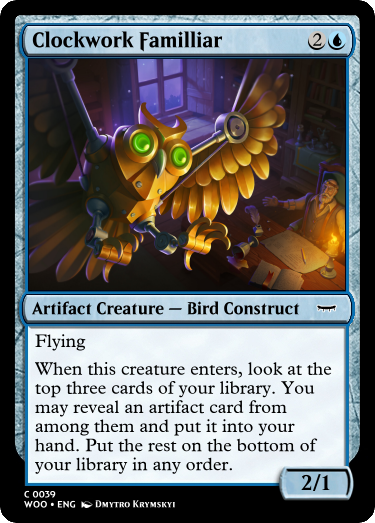 Clockwork Familliar 2
Artifact Creature — Bird Construct
Flying
When this creature enters, look at the
top three cards of your library. You
may reveal an artifact card from
among them and put it into your
hand. Put the rest on the bottom of
your library in any order.
2/1
C 0039
WOO • ENG Dmytro Krymskyi